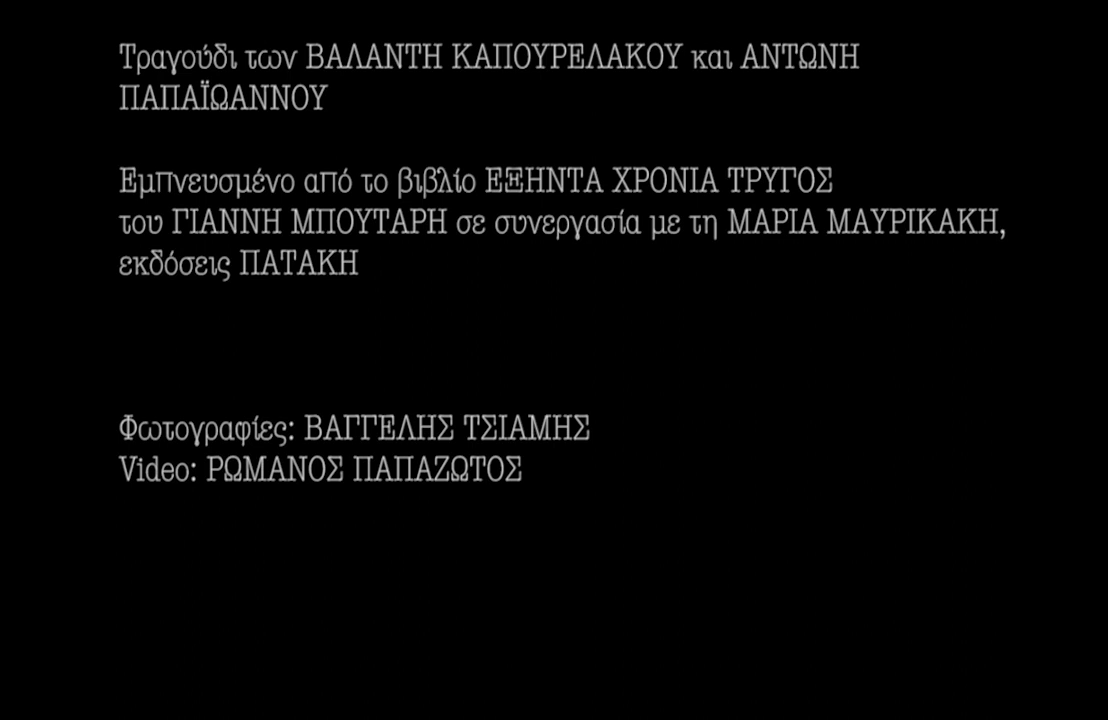 Τραγούδι των ΒΑΛΑΝΤΗ ΚΑΠΟΥΡΕΛΑΚΟΥ και ΑΝΤΩΝΗ
ΠΑΠΑΪΩΑΝΝΟΥ
Εμπνευσμένο από το βιβλίο ΕΞΗΝΤΑ ΧΡΟΝΙΑ ΤΡΥΓΟΣ
του ΓΙΑΝΝΗ ΜΠΟΥΤΑΡΗ σε συνεργασία με τη ΜΑΡΙΑ ΜΑΥΡΙΚΑΚΗ,
εκδόσεις ΠΑΤΑΚΗ
Φωτογραφίες: ΒΑΓΓΕΛΗΣ ΤΣΙΑΜΗΣ
Video: ΡΩΜΑΝΟΣ ΠΑΠΑΖΩΤΟΣ